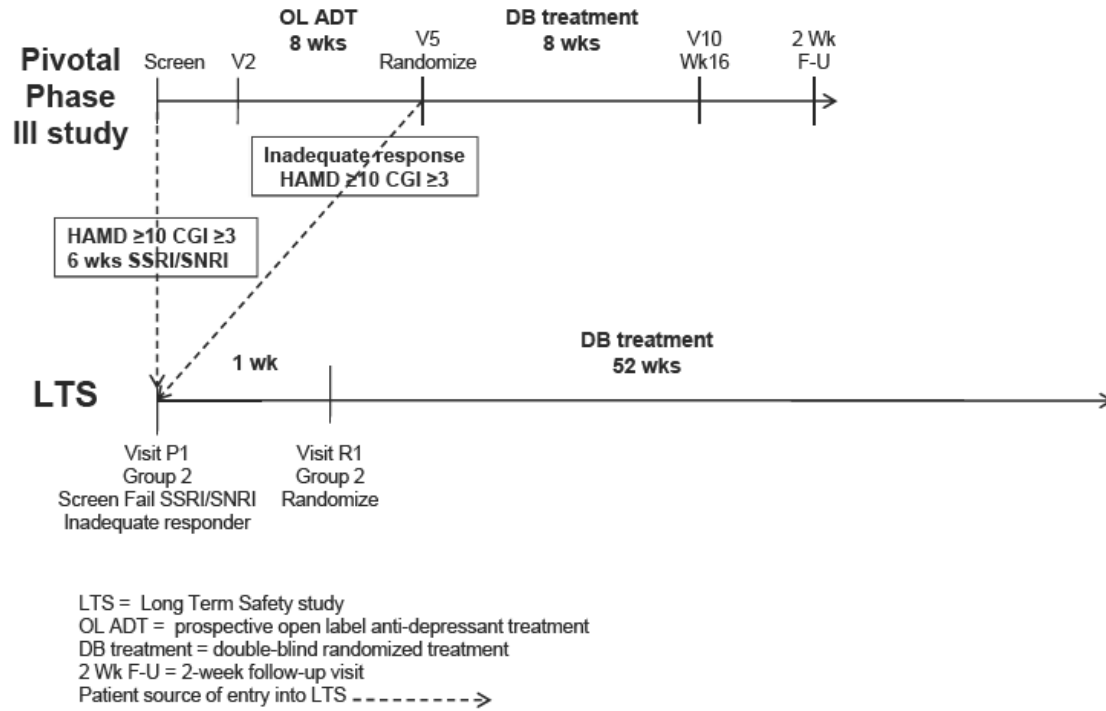 OL ADT
8 wks
DB treatment
8 wks
Pivotal
Phase
III study
Screen
V2
V5
Randomize
V10
Wk16
2 Wk
F-U
Inadequate response
HAMD ≥10 CGI ≥3
HAMD ≥10 CGI ≥3
6 wks SSRI/SNRI
1 wk
DB treatment
52 wks
LTS
Visit P1
Group 2
Screen Fail SSRI/SNRI
Inadequate responder
Visit R1
Group 2
Randomize
LTS = Long Term Safety study
OL ADT = prospective open label anti-depressant treatment
DB treatment = double-blind randomized treatment
2 Wk F-U = 2-week follow-up visit
Patient source of entry into LTS